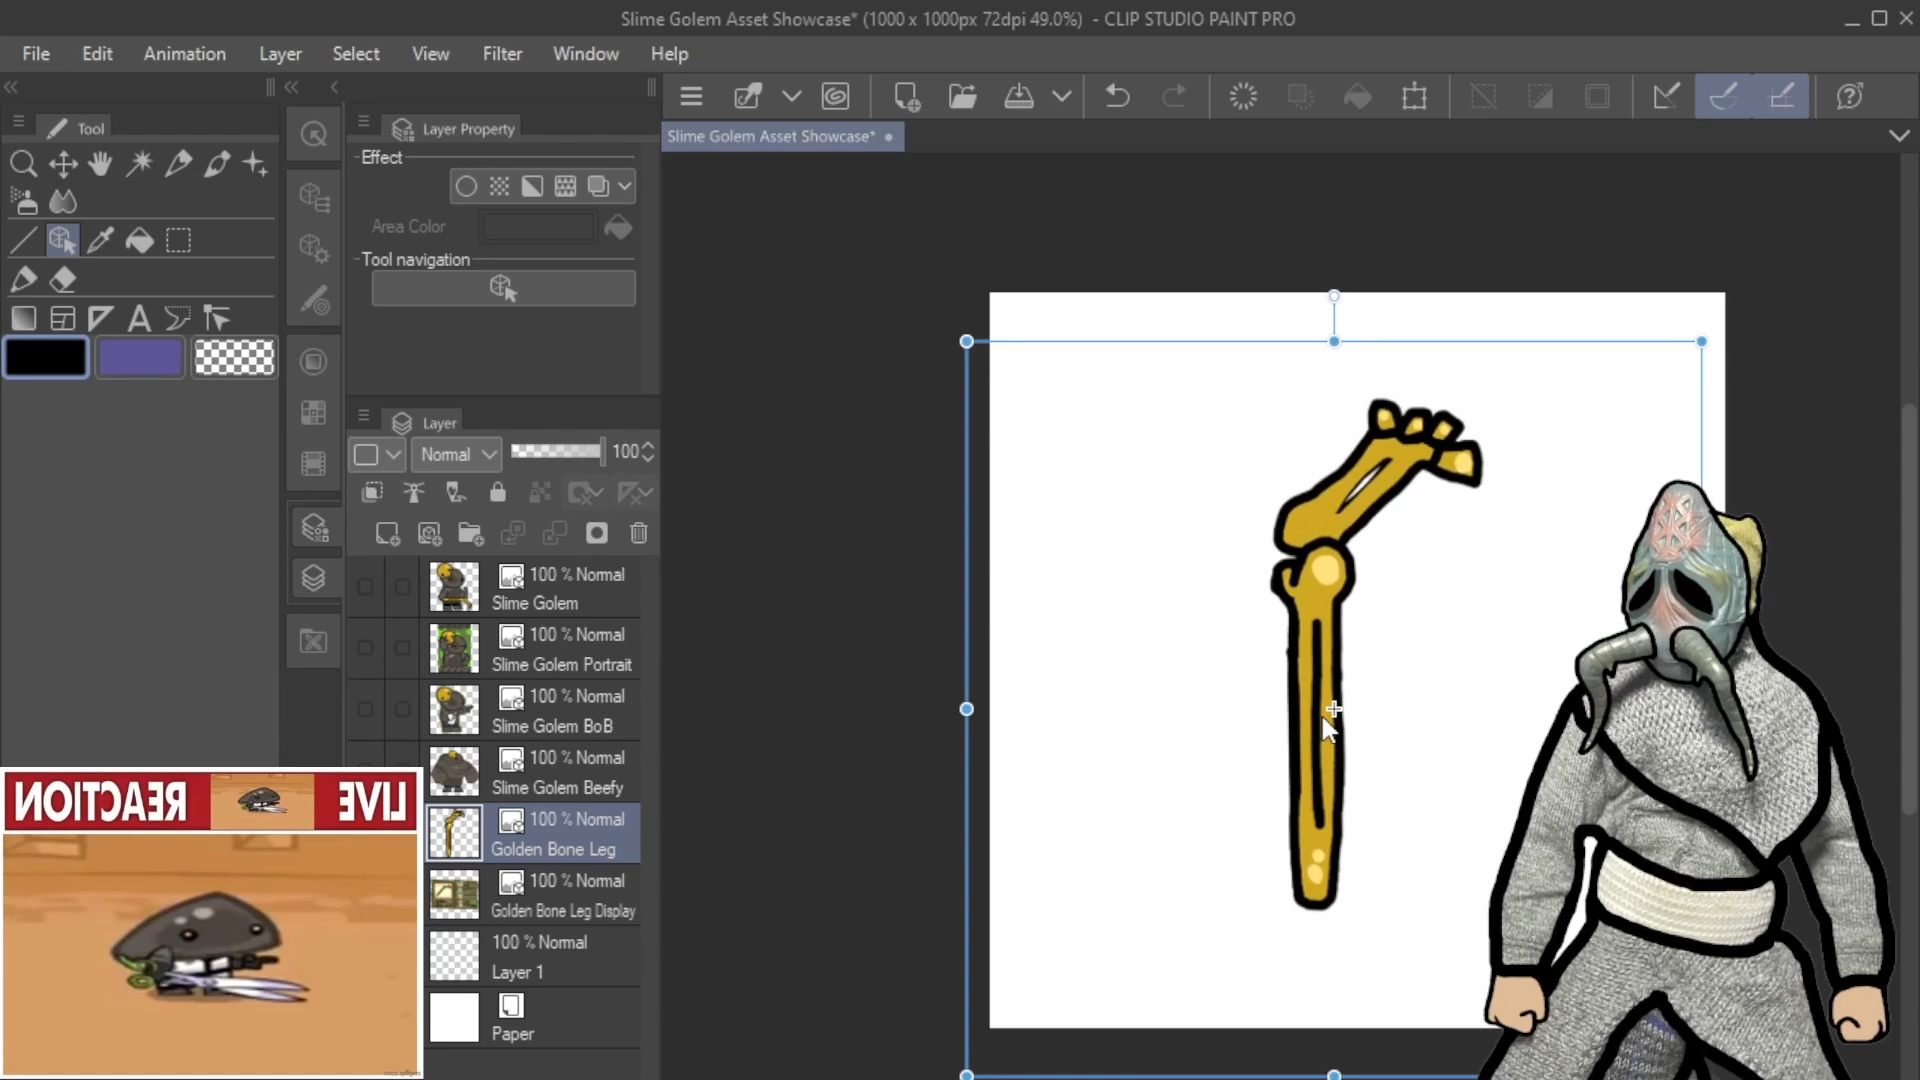 Slime Golem Asset Showcase* (1000 x 1000px 72dpi 49.0%) - CLIP STUDIO PAINT PRO
File Edit Animation Layer Select View Filter Window Help
Tool
Layer Property
Slime Golem Asset Showcase*
Effect
Area Color
Tool navigation
A
Layer
Normal 100
100 % Normal
Slime Golem
100 % Normal
Slime Golem Portrait
100 % Normal
Slime Golem BoB
100 % Normal
Slime Golem Beefy
LIVE REACTION
100 % Normal
Golden Bone Leg
100 % Normal
Golden Bone Leg Display
100 % Normal
Layer 1
Paper